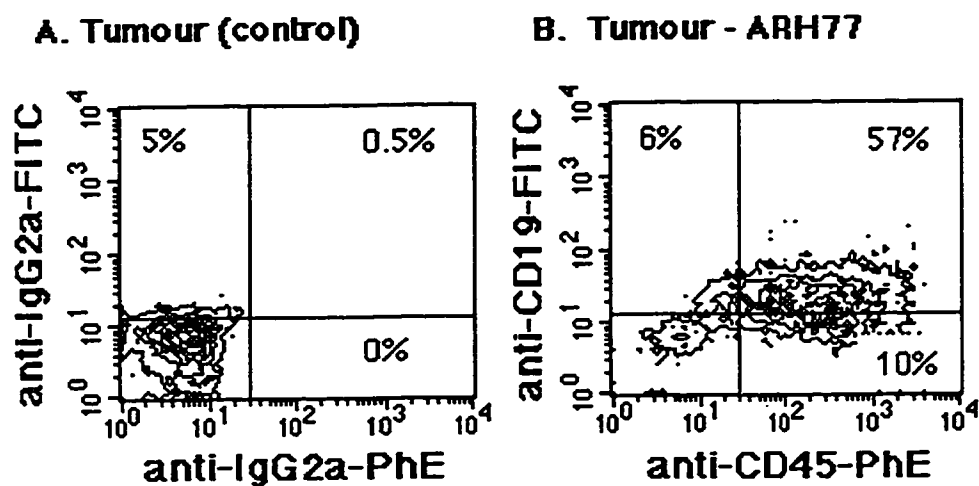 A. Tumour (control)
B. Tumour - ARH77
anti-IgG2a-FITC
10^4
10^3
10^2
10^1
10^0
5%
0.5%
0%
10^0 10^1 10^2 10^3 10^4
anti-IgG2a-PhE
anti-CD19-FITC
10^4
10^3
10^2
10^1
10^0
6%
57%
10%
10^0 10^1 10^2 10^3 10^4
anti-CD45-PhE